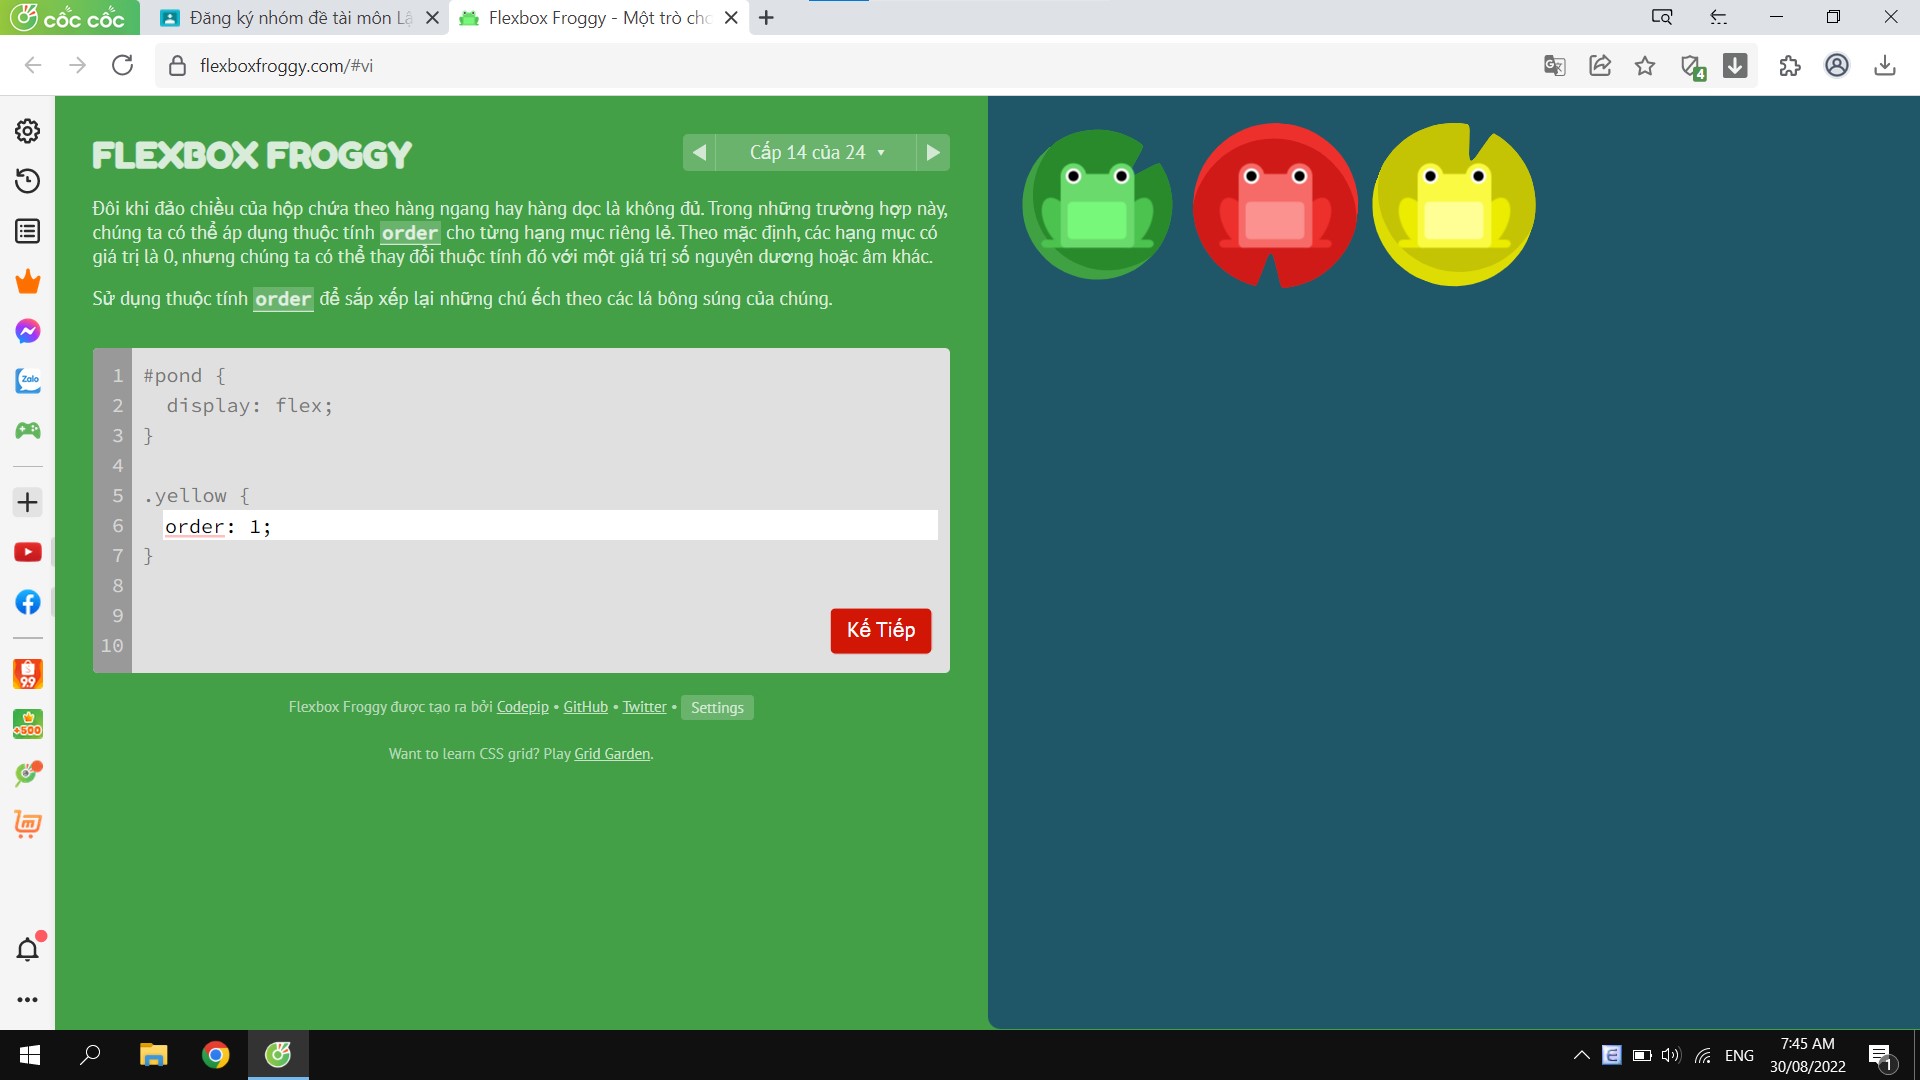 cốc cốc
Đăng ký nhóm đề tài môn Lậ
Flexbox Froggy - Một trò chơ
flexboxfroggy.com/#vi
4
FLEXBOX FROGGY
Cấp 14 của 24
Đôi khi đảo chiều của hộp chứa theo hàng ngang hay hàng dọc là không đủ. Trong những trường hợp này,
chúng ta có thể áp dụng thuộc tính order cho từng hạng mục riêng lẻ. Theo mặc định, các hạng mục có
giá trị là 0, nhưng chúng ta có thể thay đổi thuộc tính đó với một giá trị số nguyên dương hoặc âm khác.
Sử dụng thuộc tính order để sắp xếp lại những chú ếch theo các lá bông súng của chúng.
1 #pond {
2 display: flex;
3 }
4
5 .yellow {
6 order: 1;
7 }
8
9
10
Kế Tiếp
Flexbox Froggy được tạo ra bởi Codepip • GitHub • Twitter • Settings
Want to learn CSS grid? Play Grid Garden.
Zalo
9.9
+500
ENG
7:45 AM
30/08/2022
1